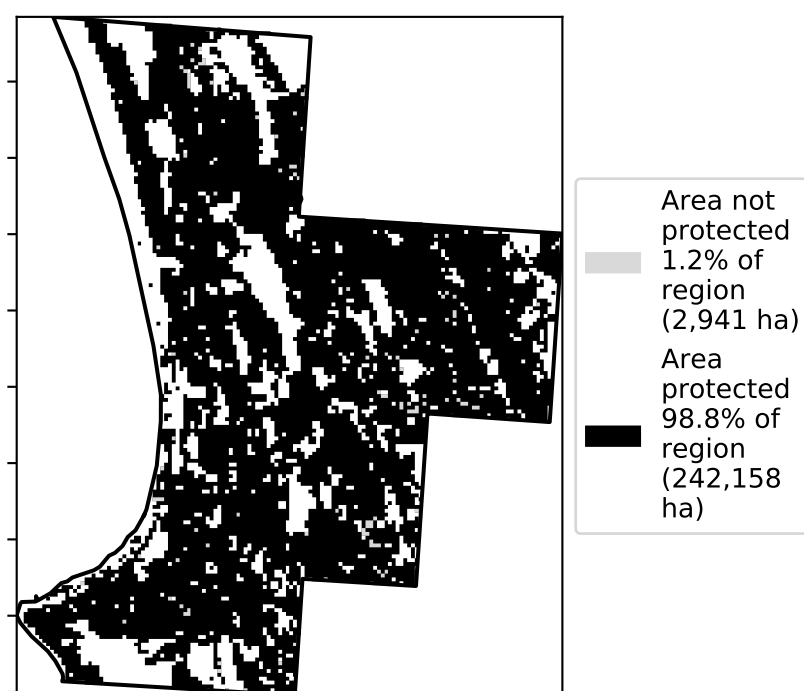 Area not
protected
1.2% of
region
(2,941 ha)
Area
protected
98.8% of
region
(242,158
ha)